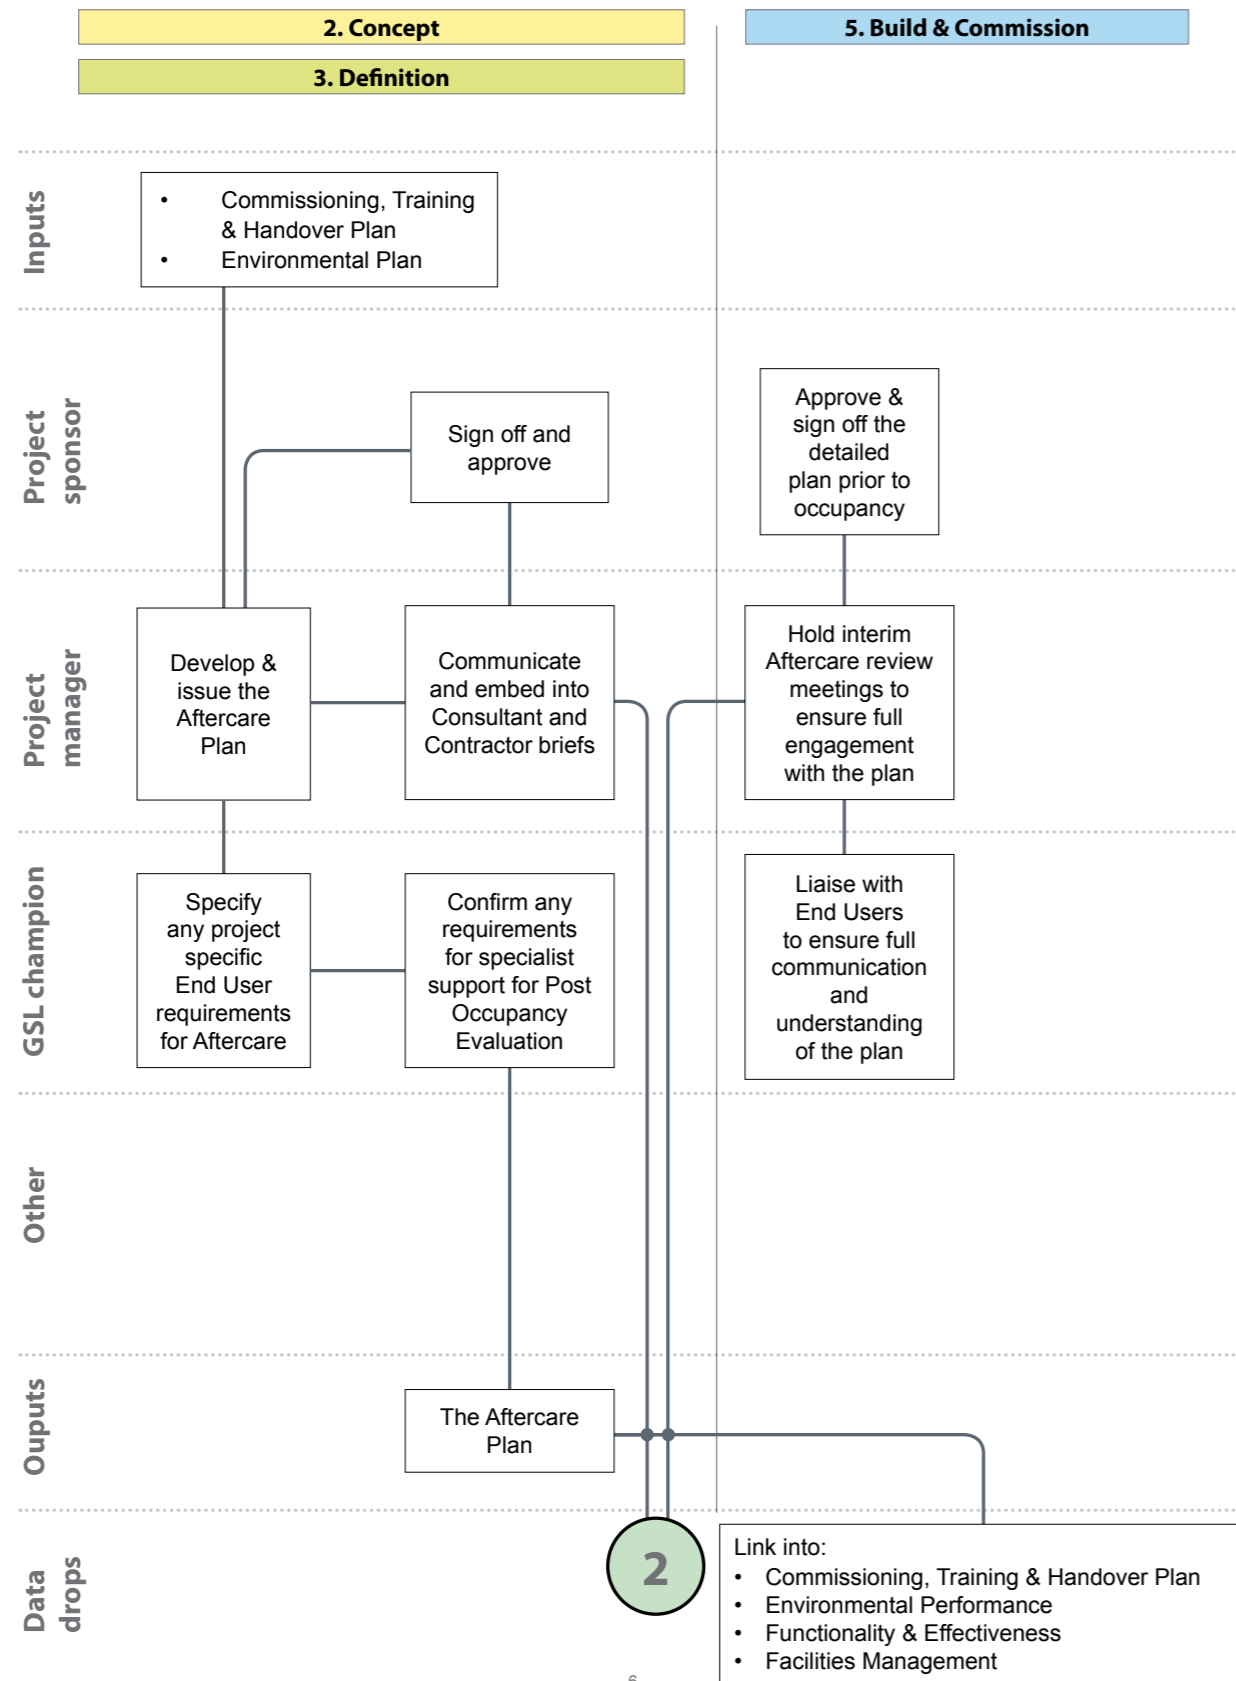 2. Concept
5. Build & Commission
3. Definition
Inputs
• Commissioning, Training
& Handover Plan
• Environmental Plan
Project
sponsor
Sign off and
approve
Approve &
sign off the
detailed
plan prior to
occupancy
Project
manager
Develop &
issue the
Aftercare
Plan
Communicate
and embed into
Consultant and
Contractor briefs
Hold interim
Aftercare review
meetings to
ensure full
engagement
with the plan
GSL champion
Specify
any project
specific
End User
requirements
for Aftercare
Confirm any
requirements
for specialist
support for Post
Occupancy
Evaluation
Liaise with
End Users
to ensure full
communication
and
understanding
of the plan
Other
Ouputs
The Aftercare
Plan
Data
drops
2
Link into:
• Commissioning, Training & Handover Plan
• Environmental Performance
• Functionality & Effectiveness
• Facilities Management